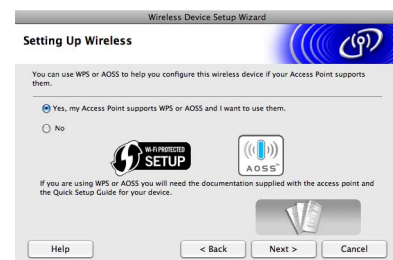 Wireless Device Setup Wizard
Setting Up Wireless
You can use WPS or AOSS to help you configure this wireless device if your Access Point supports
them.
Yes, my Access Point supports WPS or AOSS and I want to use them.
No
Wi-Fi PROTECTED
SETUP
AOSS™
If you are using WPS or AOSS you will need the documentation supplied with the access point and
the Quick Setup Guide for your device.
Help
< Back
Next >
Cancel